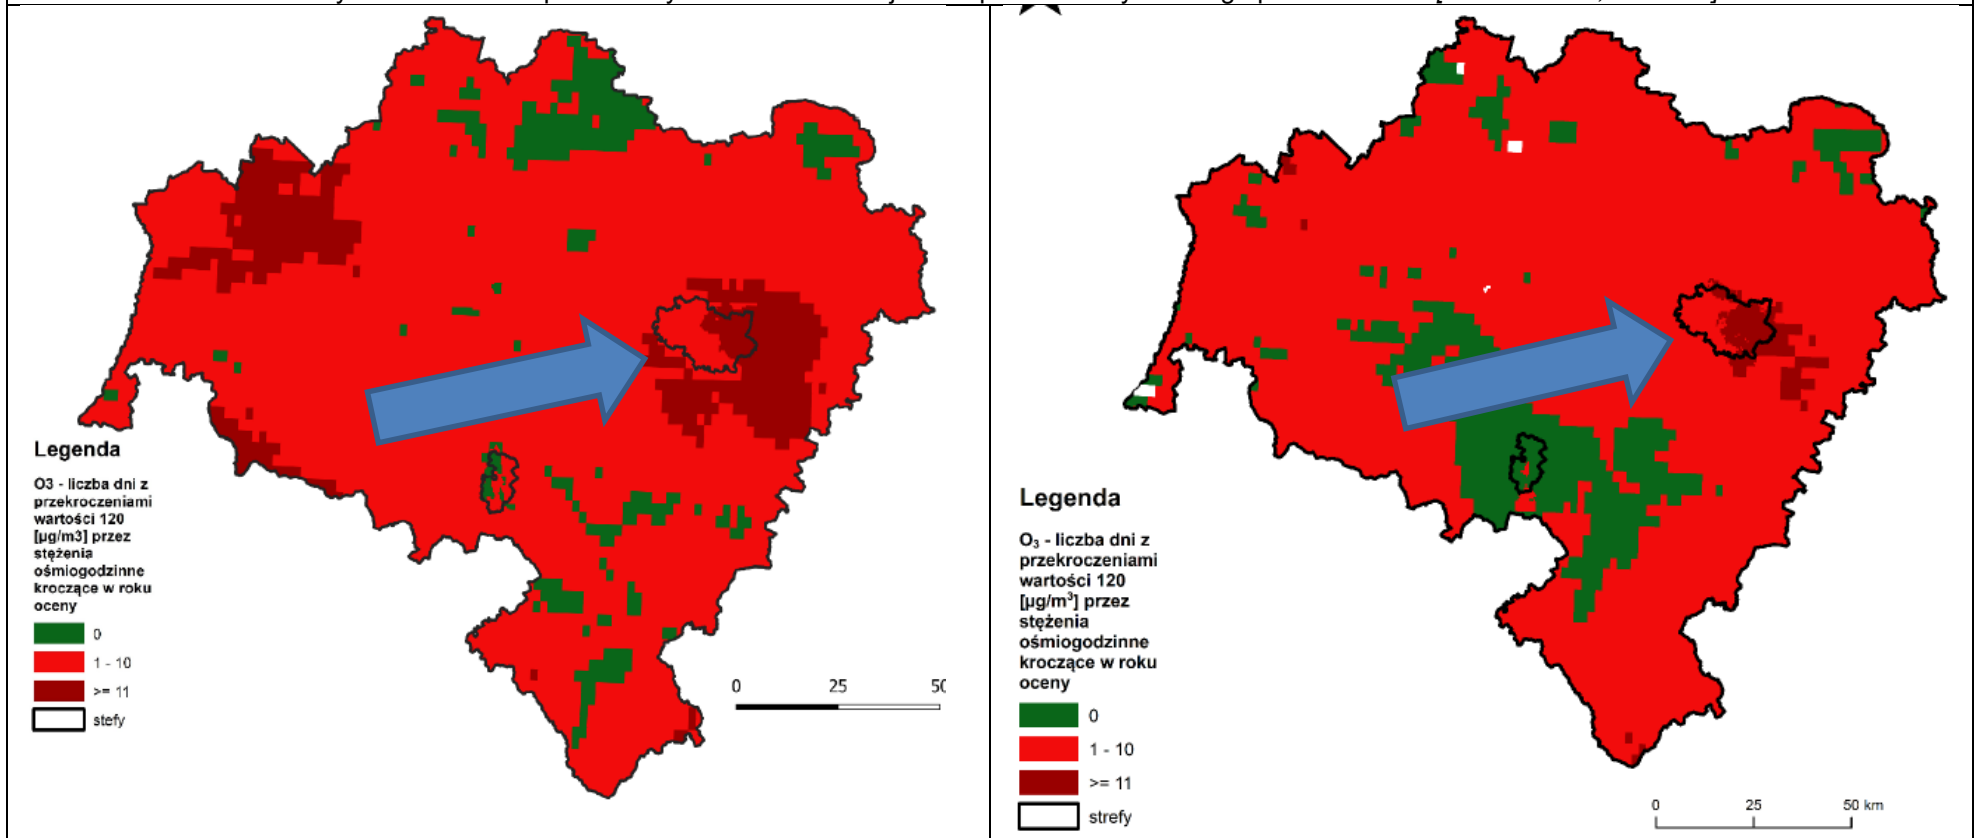 Legenda
O3 - liczba dni z
przekroczeniami
wartości 120
[µg/m3] przez
stężenia
ośmiogodzinne
kroczące w roku
oceny
0
1 - 10
>= 11
stefy
0 25 50
Legenda
O₃ - liczba dni z
przekroczeniami
wartości 120
[µg/m³] przez
stężenia
ośmiogodzinne
kroczące w roku
oceny
0
1 - 10
>= 11
strefy
0 25 50 km